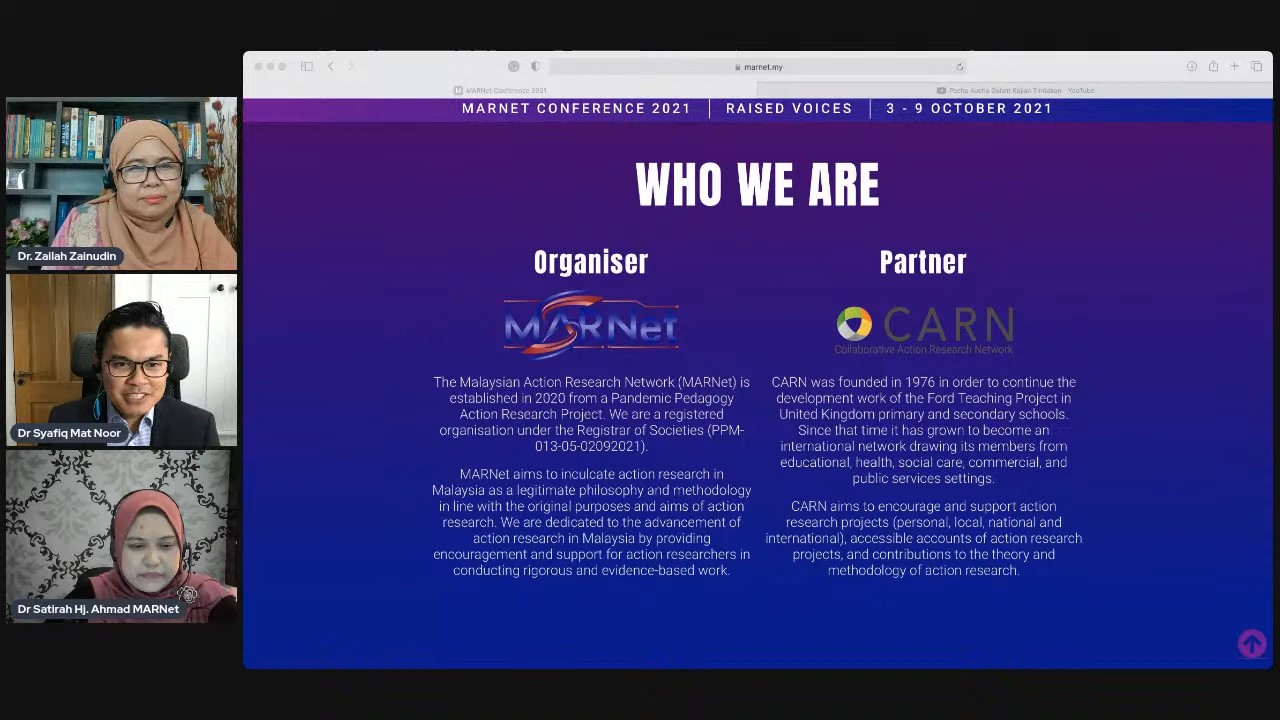 marnet.my
MARNet Conference 2021
Pecha Kucha Dalam Kajian Tindakan - YouTube
MARNET CONFERENCE 2021 | RAISED VOICES | 3 - 9 OCTOBER 2021
WHO WE ARE
Organiser
MARNet
The Malaysian Action Research Network (MARNet) is
established in 2020 from a Pandemic Pedagogy
Action Research Project. We are a registered
organisation under the Registrar of Societies (PPM-
013-05-02092021).
MARNet aims to inculcate action research in
Malaysia as a legitimate philosophy and methodology
in line with the original purposes and aims of action
research. We are dedicated to the advancement of
action research in Malaysia by providing
encouragement and support for action researchers in
conducting rigorous and evidence-based work.
Partner
CARN
Collaborative Action Research Network
CARN was founded in 1976 in order to continue the
development work of the Ford Teaching Project in
United Kingdom primary and secondary schools.
Since that time it has grown to become an
international network drawing its members from
educational, health, social care, commercial, and
public services settings.
CARN aims to encourage and support action
research projects (personal, local, national and
international), accessible accounts of action research
projects, and contributions to the theory and
methodology of action research.
Dr. Zailah Zainudin
Dr Syafiq Mat Noor
Dr Satirah Hj. Ahmad MARNet